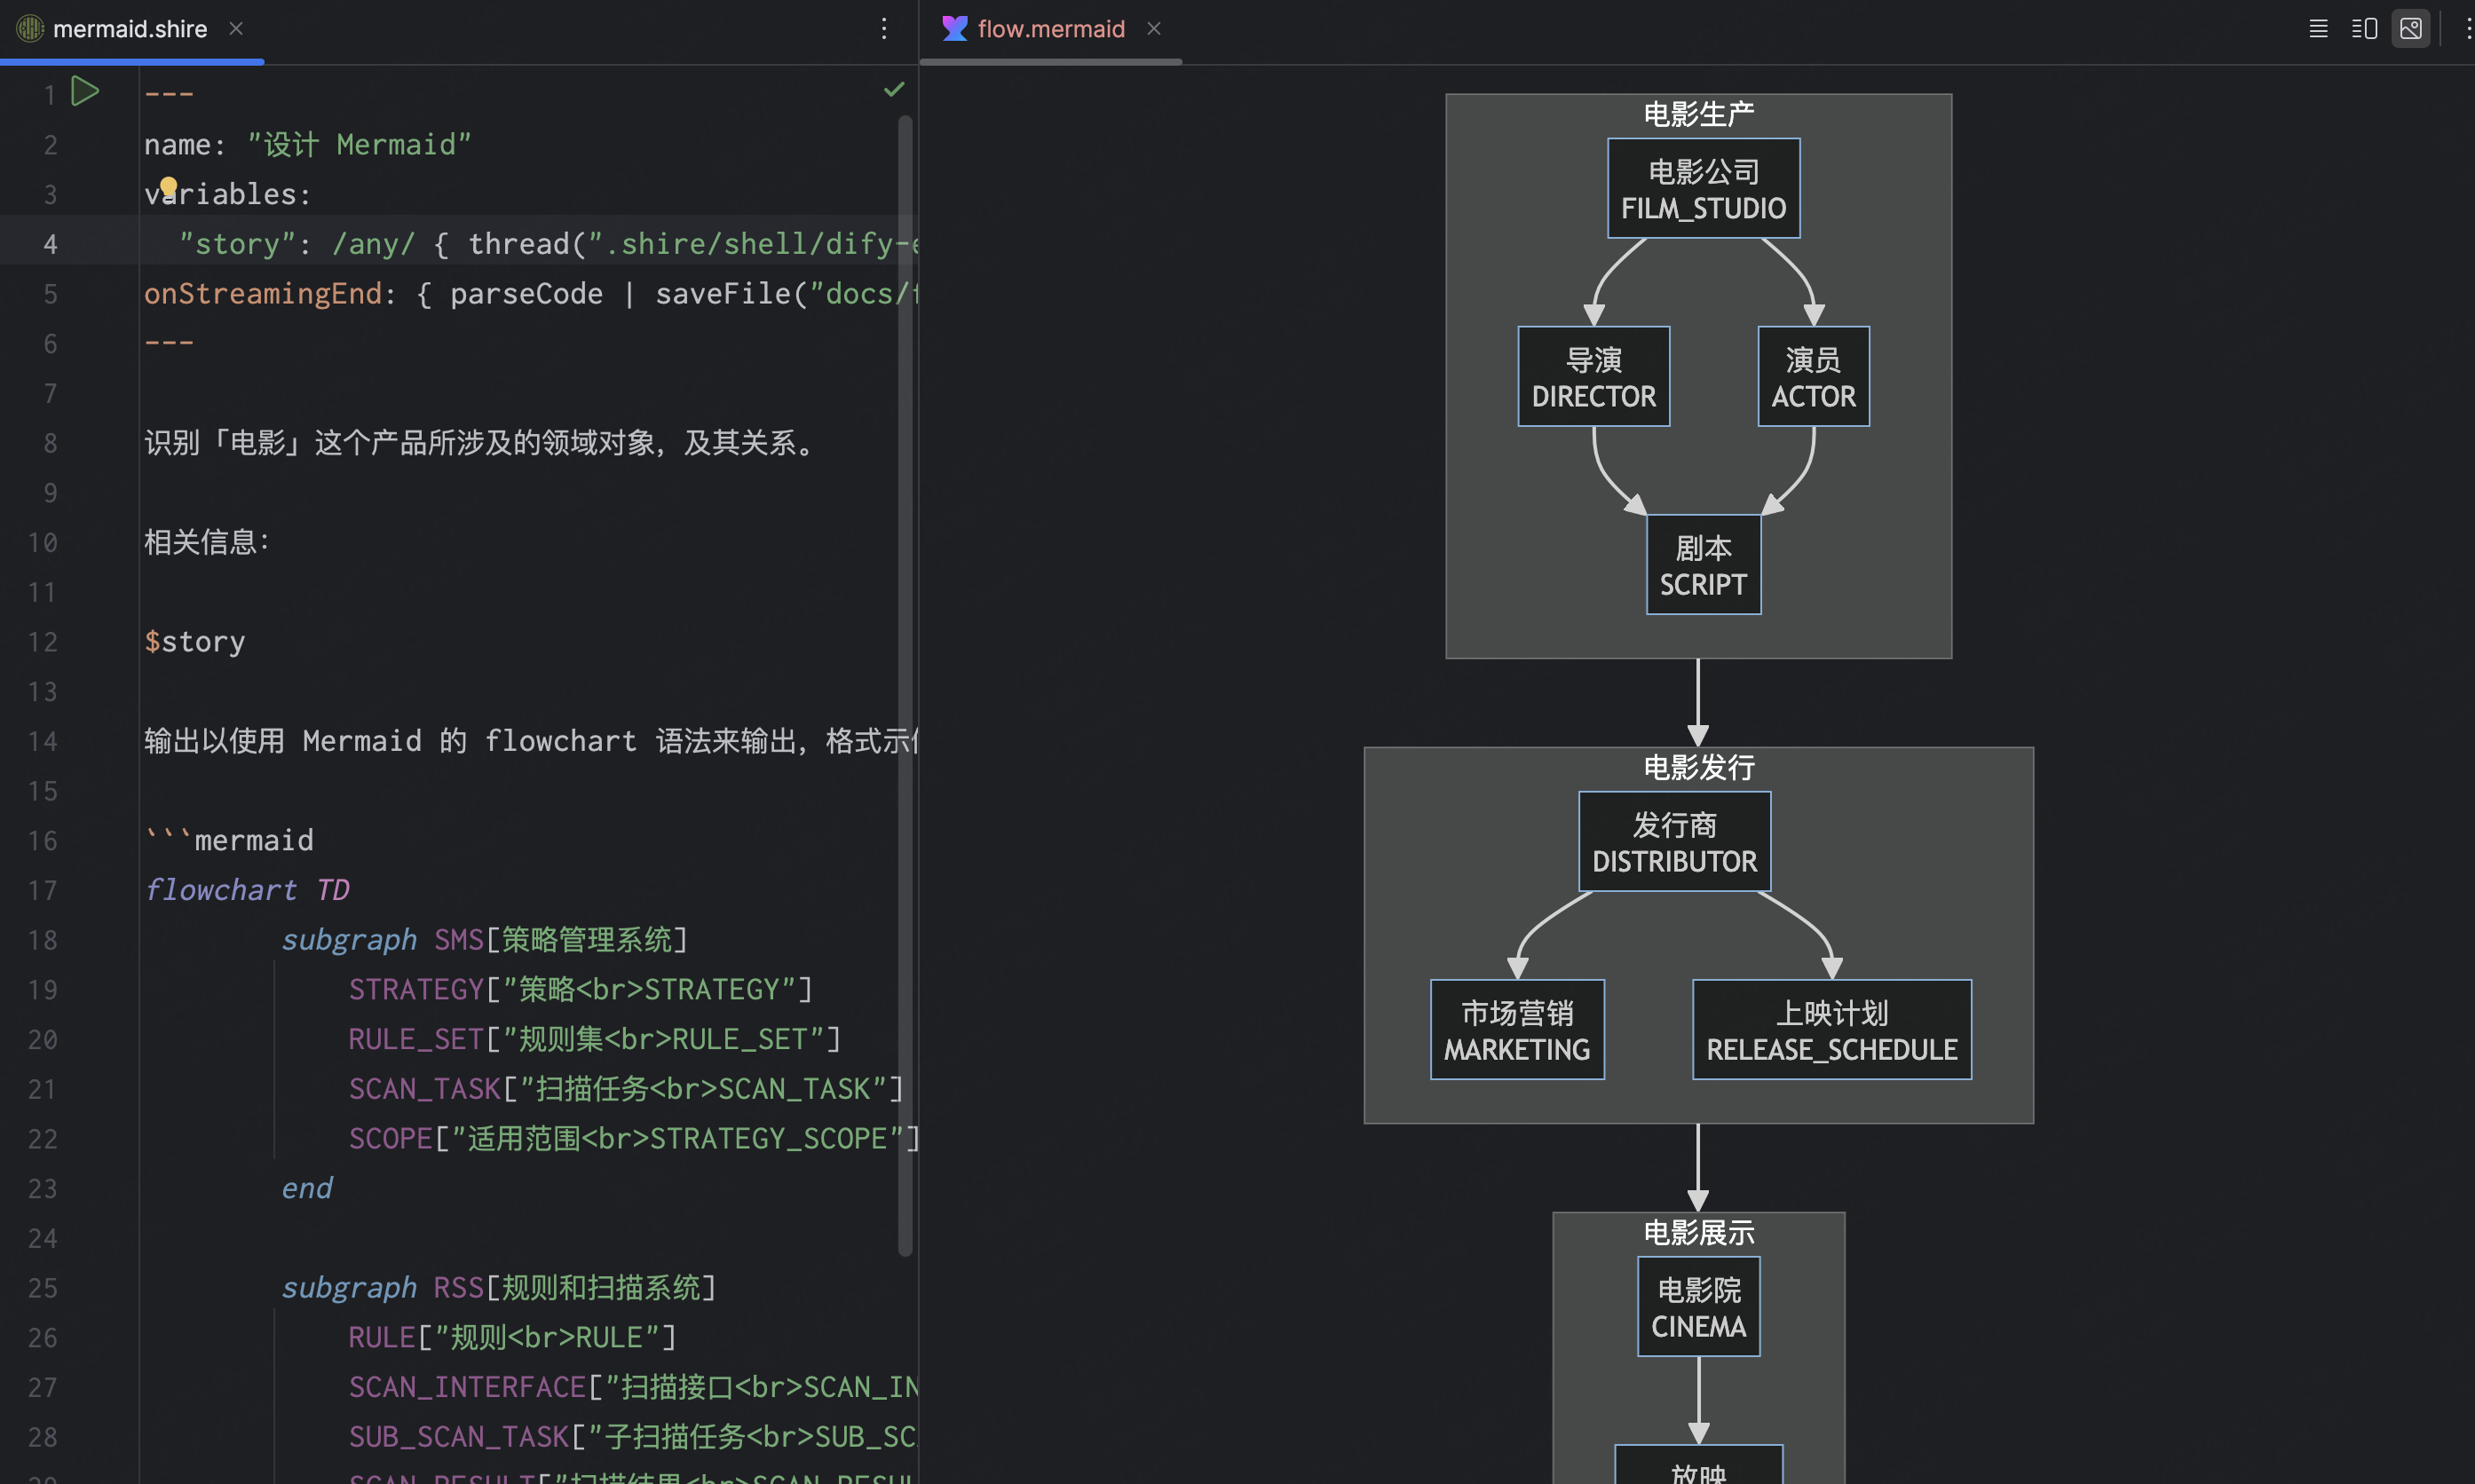 mermaid.shire
flow.mermaid
1 ---
2 name: "设计 Mermaid"
3 variables:
4 "story": /any/ { thread(".shire/shell/dify-
5 onStreamingEnd: { parseCode | saveFile("docs/
6 ---
7
8 识别「电影」这个产品所涉及的领域对象，及其关系。
9
10 相关信息：
11
12 $story
13
14 输出以使用 Mermaid 的 flowchart 语法来输出，格式示
15
16 ```mermaid
17 flowchart TD
18 subgraph SMS[策略管理系统]
19 STRATEGY["策略<br>STRATEGY"]
20 RULE_SET["规则集<br>RULE_SET"]
21 SCAN_TASK["扫描任务<br>SCAN_TASK"]
22 SCOPE["适用范围<br>STRATEGY_SCOPE"]
23 end
24
25 subgraph RSS[规则和扫描系统]
26 RULE["规则<br>RULE"]
27 SCAN_INTERFACE["扫描接口<br>SCAN_IN
28 SUB_SCAN_TASK["子扫描任务<br>SUB_SC
SCAN_RESULT["扫描结果<br>SCAN_RESU
电影生产
电影公司
FILM_STUDIO
导演
DIRECTOR
演员
ACTOR
剧本
SCRIPT
电影发行
发行商
DISTRIBUTOR
市场营销
MARKETING
上映计划
RELEASE_SCHEDULE
电影展示
电影院
CINEMA
放映